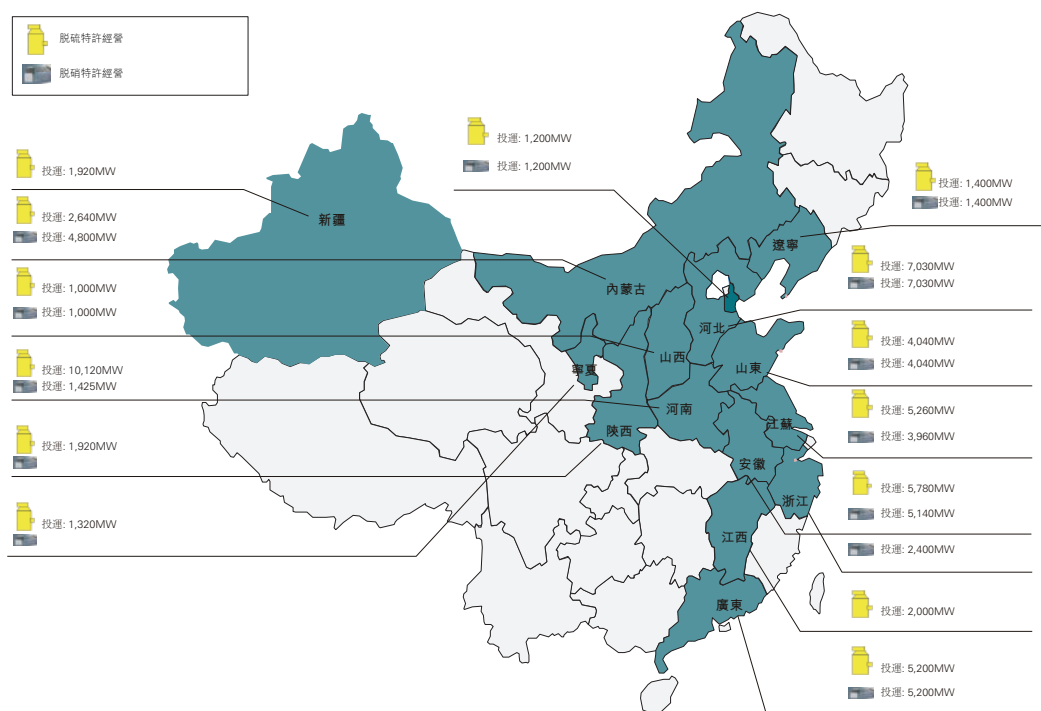 脱硫特許經營
脱硝特許經營
投運: 1,920MW
投運: 2,640MW
投運: 4,800MW
投運: 1,000MW
投運: 1,000MW
投運: 10,120MW
投運: 1,425MW
投運: 1,920MW
投運: 1,320MW
投運: 1,200MW
投運: 1,200MW
投運: 1,400MW
投運: 1,400MW
投運: 7,030MW
投運: 7,030MW
投運: 4,040MW
投運: 4,040MW
投運: 5,260MW
投運: 3,960MW
投運: 5,780MW
投運: 5,140MW
投運: 2,400MW
投運: 2,000MW
投運: 5,200MW
投運: 5,200MW
新疆
遼寧
內蒙古
河北
山西
山東
寧夏
河南
江蘇
陝西
安徽
浙江
江西
廣東